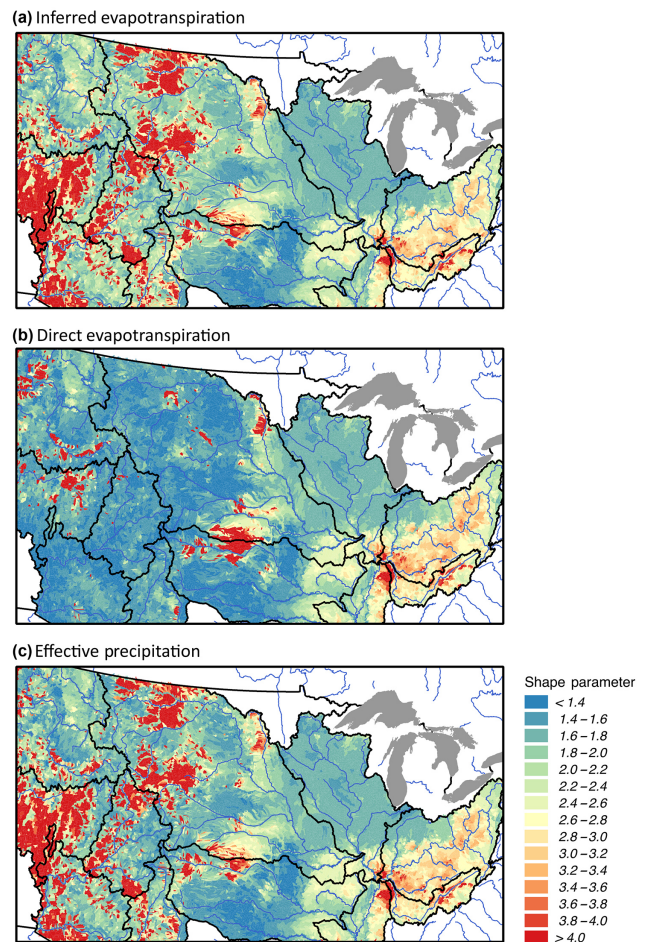 (a) Inferred evapotranspiration
(b) Direct evapotranspiration
(c) Effective precipitation
Shape parameter
< 1.4
1.4 – 1.6
1.6 – 1.8
1.8 – 2.0
2.0 – 2.2
2.2 – 2.4
2.4 – 2.6
2.6 – 2.8
2.8 – 3.0
3.0 – 3.2
3.2 – 3.4
3.4 – 3.6
3.6 – 3.8
3.8 – 4.0
> 4.0